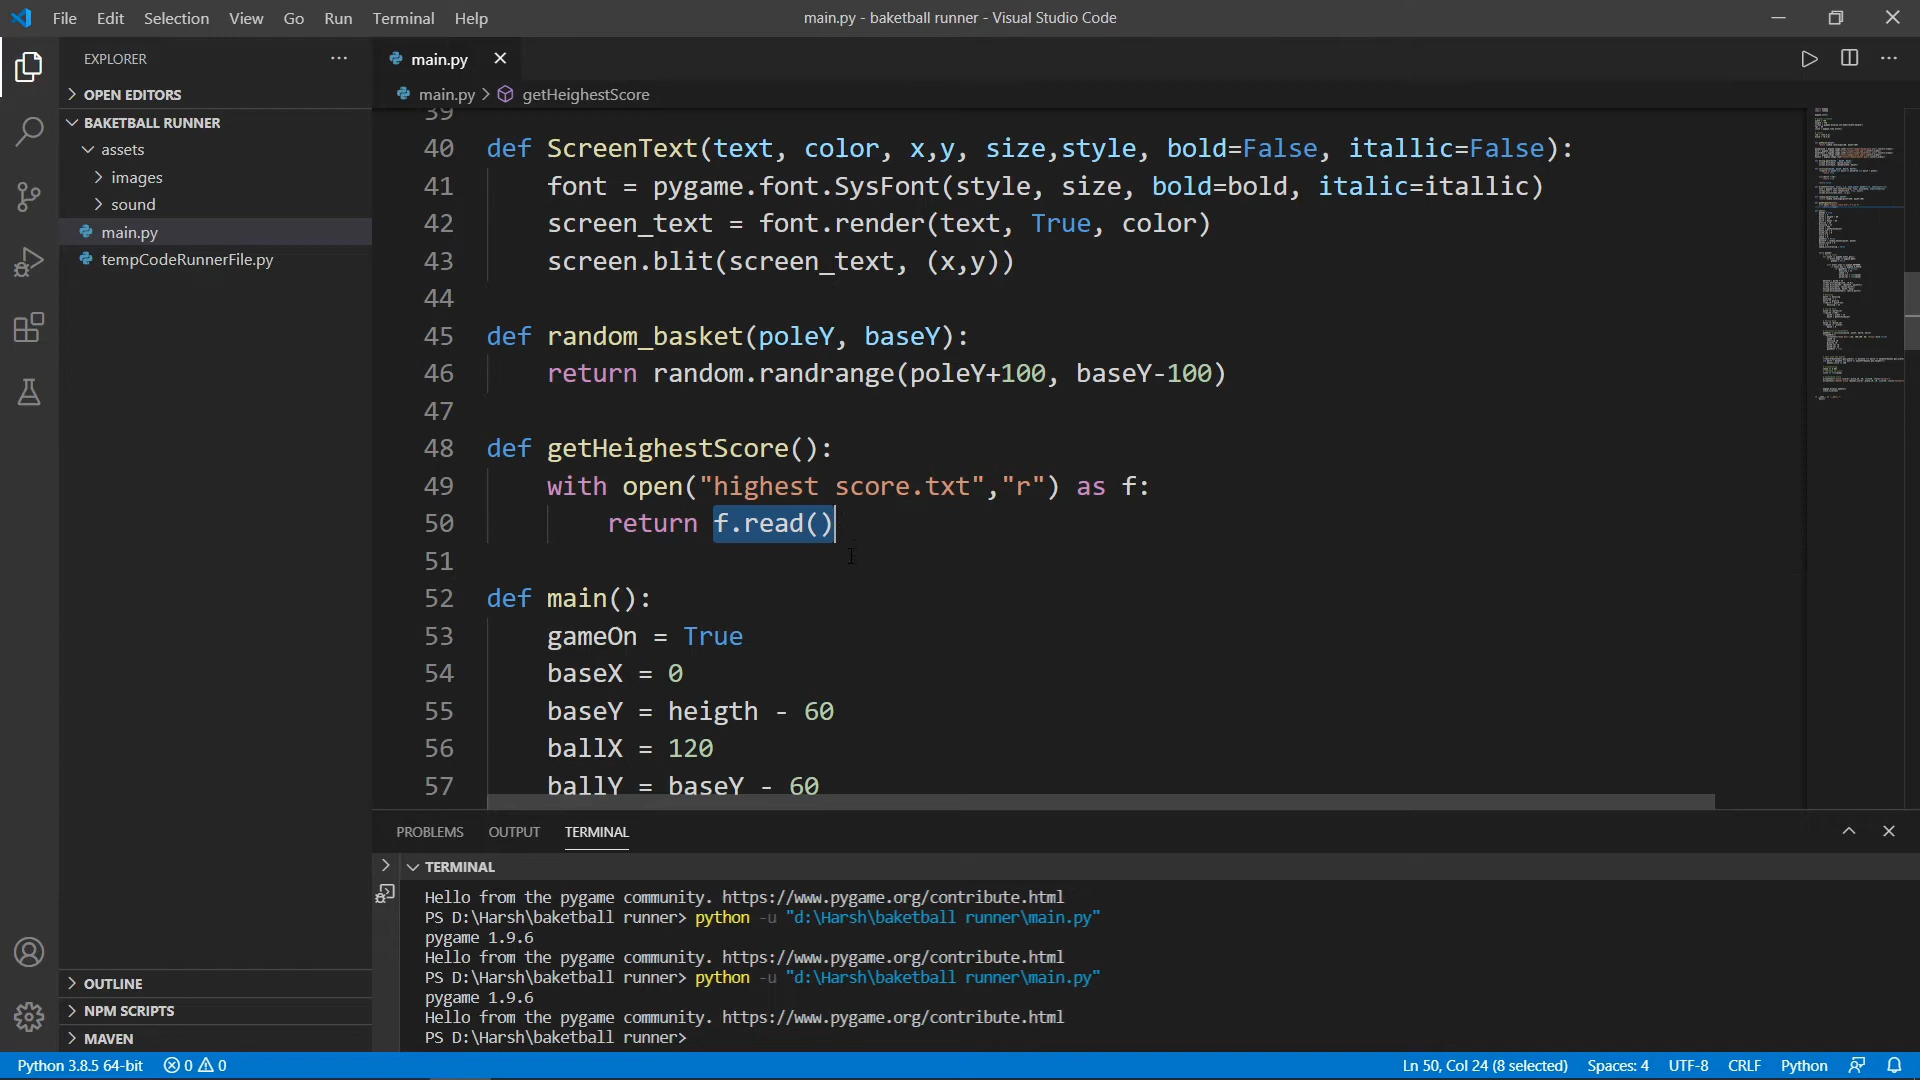 File Edit Selection View Go Run Terminal Help
main.py - baketball runner - Visual Studio Code
EXPLORER
main.py
OPEN EDITORS
main.py > getHeighestScore
BAKETBALL RUNNER
assets
images
sound
main.py
tempCodeRunnerFile.py
OUTLINE
NPM SCRIPTS
MAVEN
39
40 def ScreenText(text, color, x,y, size,style, bold=False, itallic=False):
41 font = pygame.font.SysFont(style, size, bold=bold, italic=itallic)
42 screen_text = font.render(text, True, color)
43 screen.blit(screen_text, (x,y))
44
45 def random_basket(poleY, baseY):
46 return random.randrange(poleY+100, baseY-100)
47
48 def getHeighestScore():
49 with open("highest score.txt","r") as f:
50 return f.read()
51
52 def main():
53 gameOn = True
54 baseX = 0
55 baseY = heigth - 60
56 ballX = 120
57 ballY = baseY - 60
PROBLEMS OUTPUT TERMINAL
TERMINAL
Hello from the pygame community. https://www.pygame.org/contribute.html
PS D:\Harsh\baketball runner> python -u "d:\Harsh\baketball runner\main.py"
pygame 1.9.6
Hello from the pygame community. https://www.pygame.org/contribute.html
PS D:\Harsh\baketball runner> python -u "d:\Harsh\baketball runner\main.py"
pygame 1.9.6
Hello from the pygame community. https://www.pygame.org/contribute.html
PS D:\Harsh\baketball runner>
Python 3.8.5 64-bit 0 0 Ln 50, Col 24 (8 selected) Spaces: 4 UTF-8 CRLF Python